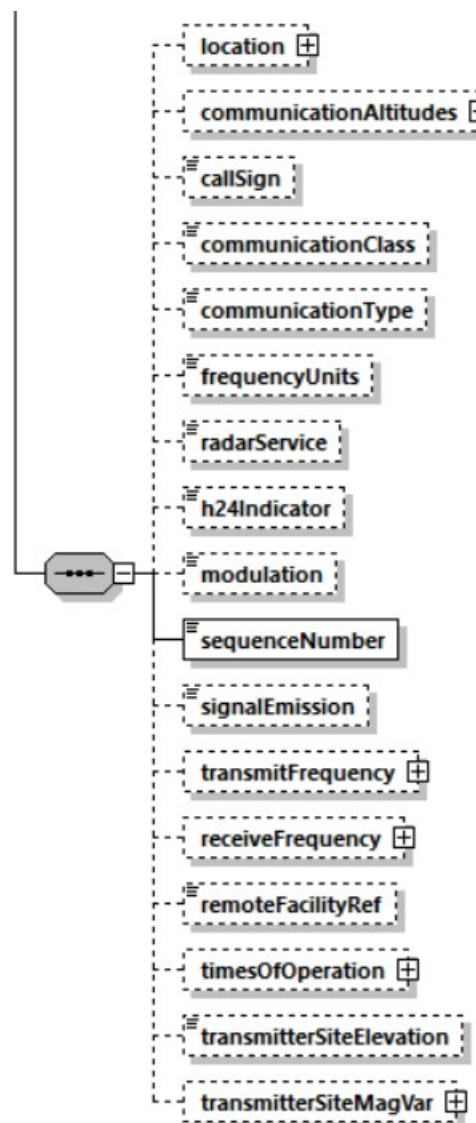 location
communicationAltitudes
callSign
communicationClass
communicationType
frequencyUnits
radarService
h24Indicator
modulation
sequenceNumber
signalEmission
transmitFrequency
receiveFrequency
remoteFacilityRef
timesOfOperation
transmitterSiteElevation
transmitterSiteMagVar